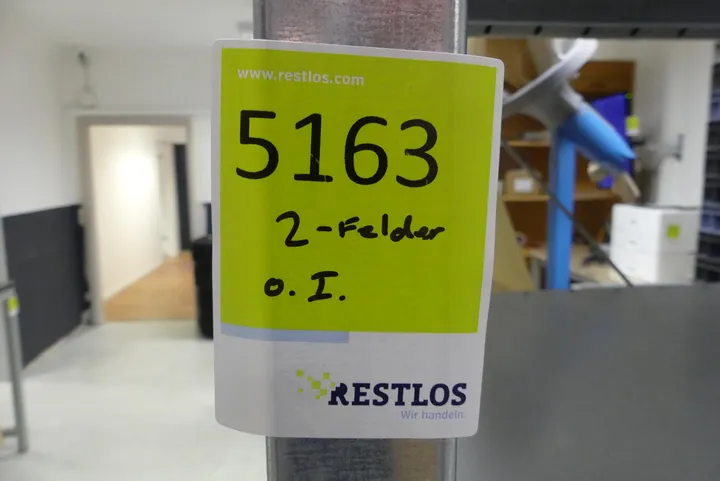 www.restlos.com
5163
2-Felder
o. I.
RESTLOS
Wir handeln.